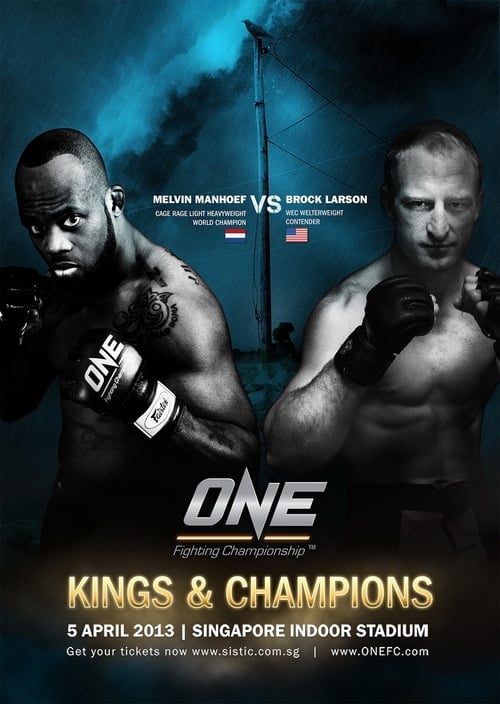 MELVIN MANHOEF VS BROCK LARSON
CAGE RAGE LIGHT HEAVYWEIGHT
WORLD CHAMPION
WEC WELTERWEIGHT
CONTENDER
ONE
Fighting Championship
Fairtex
ONE
Fighting Championship™
KINGS & CHAMPIONS
5 APRIL 2013 | SINGAPORE INDOOR STADIUM
Get your tickets now www.sistic.com.sg | www.ONEFC.com